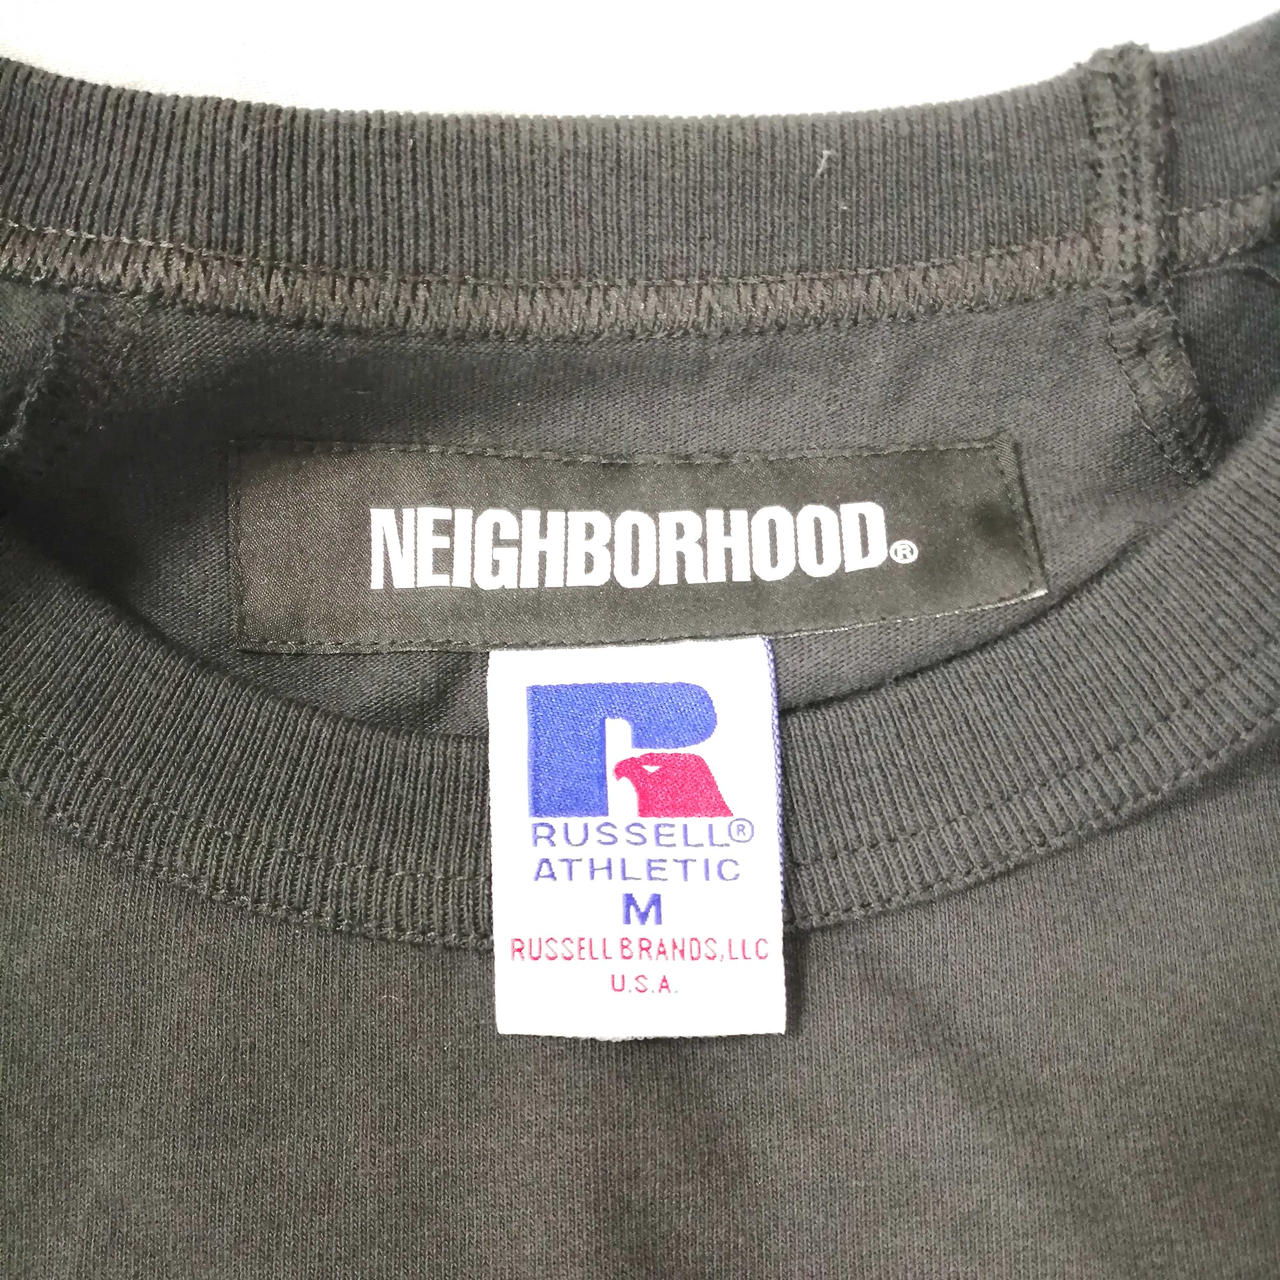 NEIGHBORHOOD®
RUSSELL®
ATHLETIC
M
RUSSELL BRANDS, LLC
U.S.A.